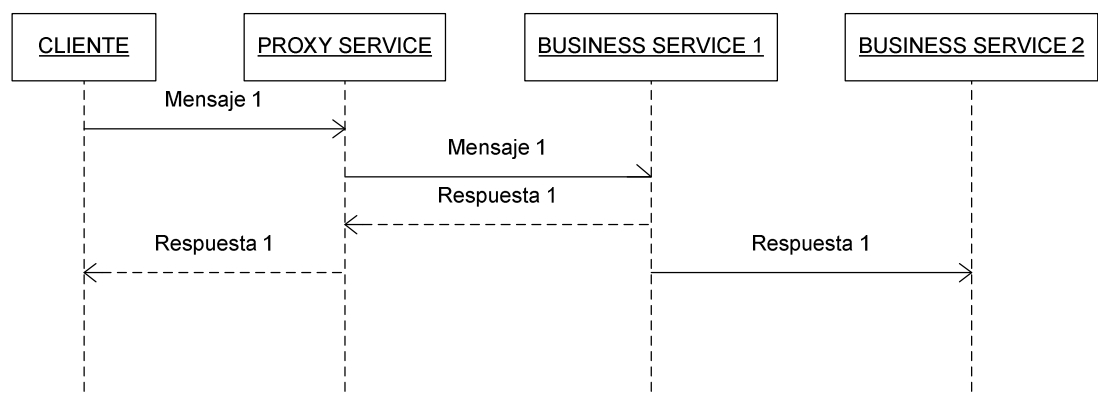 CLIENTE
PROXY SERVICE
BUSINESS SERVICE 1
BUSINESS SERVICE 2
Mensaje 1
Mensaje 1
Respuesta 1
Respuesta 1
Respuesta 1